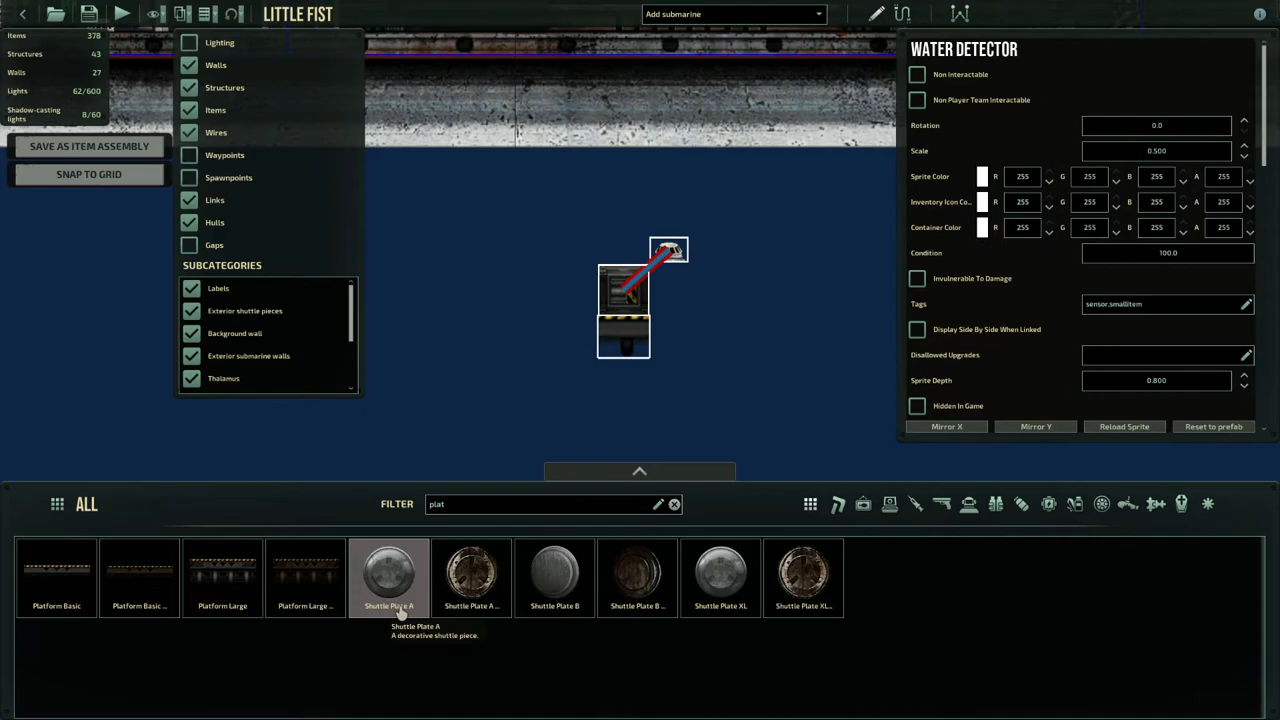 LITTLE FIST
Add submarine
Items 378
Structures 43
Walls 27
Lights 62/600
Shadow-casting lights 8/60
SAVE AS ITEM ASSEMBLY
SNAP TO GRID
Lighting
Walls
Structures
Items
Wires
Waypoints
Spawnpoints
Links
Hulls
Gaps
SUBCATEGORIES
Labels
Exterior shuttle pieces
Background wall
Exterior submarine walls
Thalamus
WATER DETECTOR
Non Interactable
Non Player Team Interactable
Rotation 0.0
Scale 0.500
Sprite Color R 255 G 255 B 255 A 255
Inventory Icon Co... R 255 G 255 B 255 A 255
Container Color R 255 G 255 B 255 A 255
Condition 100.0
Invulnerable To Damage
Tags sensor,smallitem
Display Side By Side When Linked
Disallowed Upgrades
Sprite Depth 0.800
Hidden In Game
Mirror X Mirror Y Reload Sprite Reset to prefab
ALL FILTER plat
Platform Basic Platform Basic ... Platform Large Platform Large ... Shuttle Plate A Shuttle Plate A ... Shuttle Plate B Shuttle Plate B ... Shuttle Plate XL Shuttle Plate XL...
Shuttle Plate A
A decorative shuttle piece.